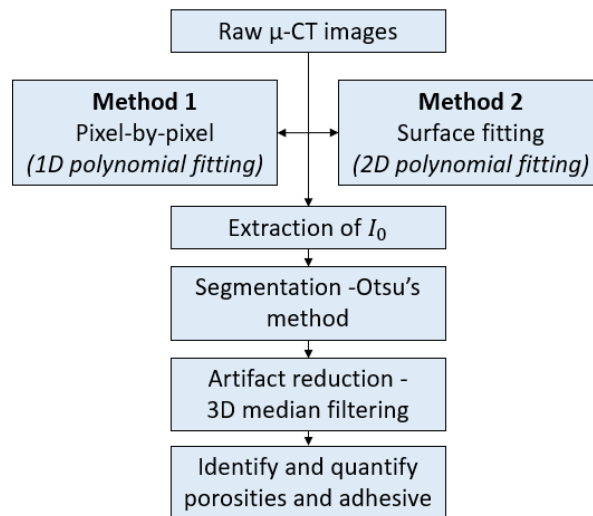 Raw μ-CT images
Method 1
Pixel-by-pixel
(1D polynomial fitting)
Method 2
Surface fitting
(2D polynomial fitting)
Extraction of I₀
Segmentation -Otsu's
method
Artifact reduction -
3D median filtering
Identify and quantify
porosities and adhesive